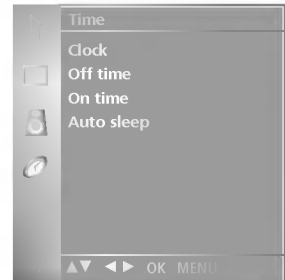 Time
Clock
Off time
On time
Auto sleep
▲▼ ◄► OK MENU